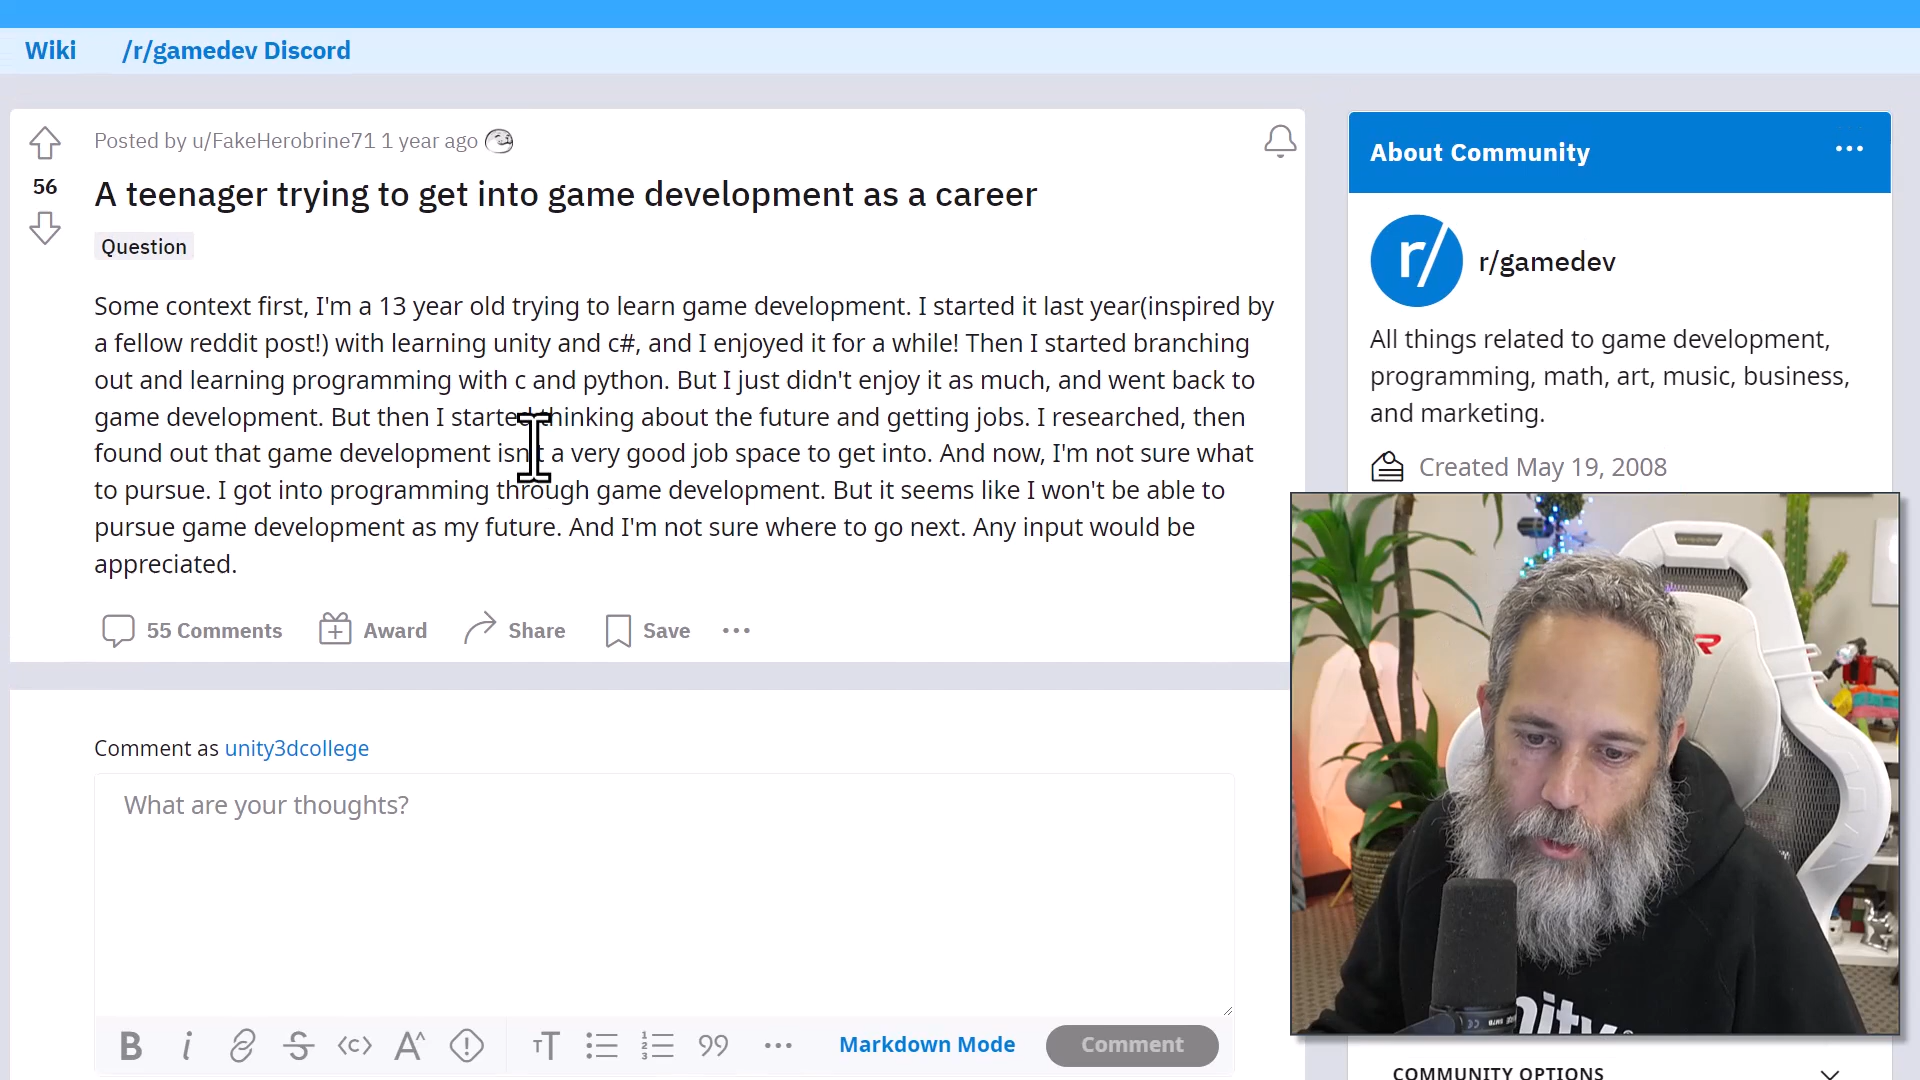 Wiki /r/gamedev Discord
Posted by u/FakeHerobrine71 1 year ago
56
A teenager trying to get into game development as a career
Question
Some context first, I'm a 13 year old trying to learn game development. I started it last year(inspired by
a fellow reddit post!) with learning unity and c#, and I enjoyed it for a while! Then I started branching
out and learning programming with c and python. But I just didn't enjoy it as much, and went back to
game development. But then I started thinking about the future and getting jobs. I researched, then
found out that game development isn't a very good job space to get into. And now, I'm not sure what
to pursue. I got into programming through game development. But it seems like I won't be able to
pursue game development as my future. And I'm not sure where to go next. Any input would be
appreciated.
55 Comments Award Share Save
Comment as unity3dcollege
What are your thoughts?
Markdown Mode Comment
About Community
r/ r/gamedev
All things related to game development,
programming, math, art, music, business,
and marketing.
Created May 19, 2008
nity
COMMUNITY OPTIONS